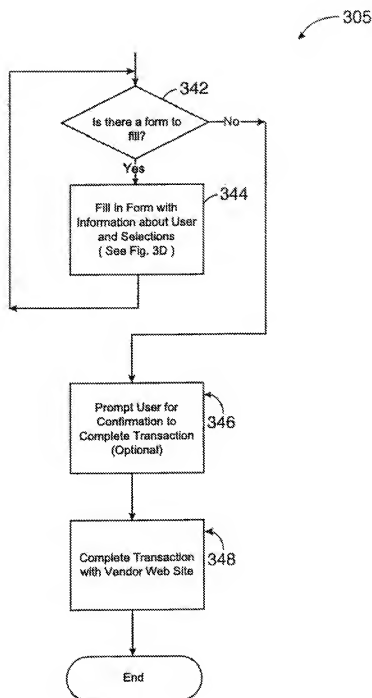 305
342
Is there a form to
fill?
No
Yes
344
Fill In Form with
Information about User
and Selections
( See Fig. 3D )
Prompt User for
Confirmation to
Complete Transaction
(Optional)
346
Complete Transaction
with Vendor Web Site
348
End